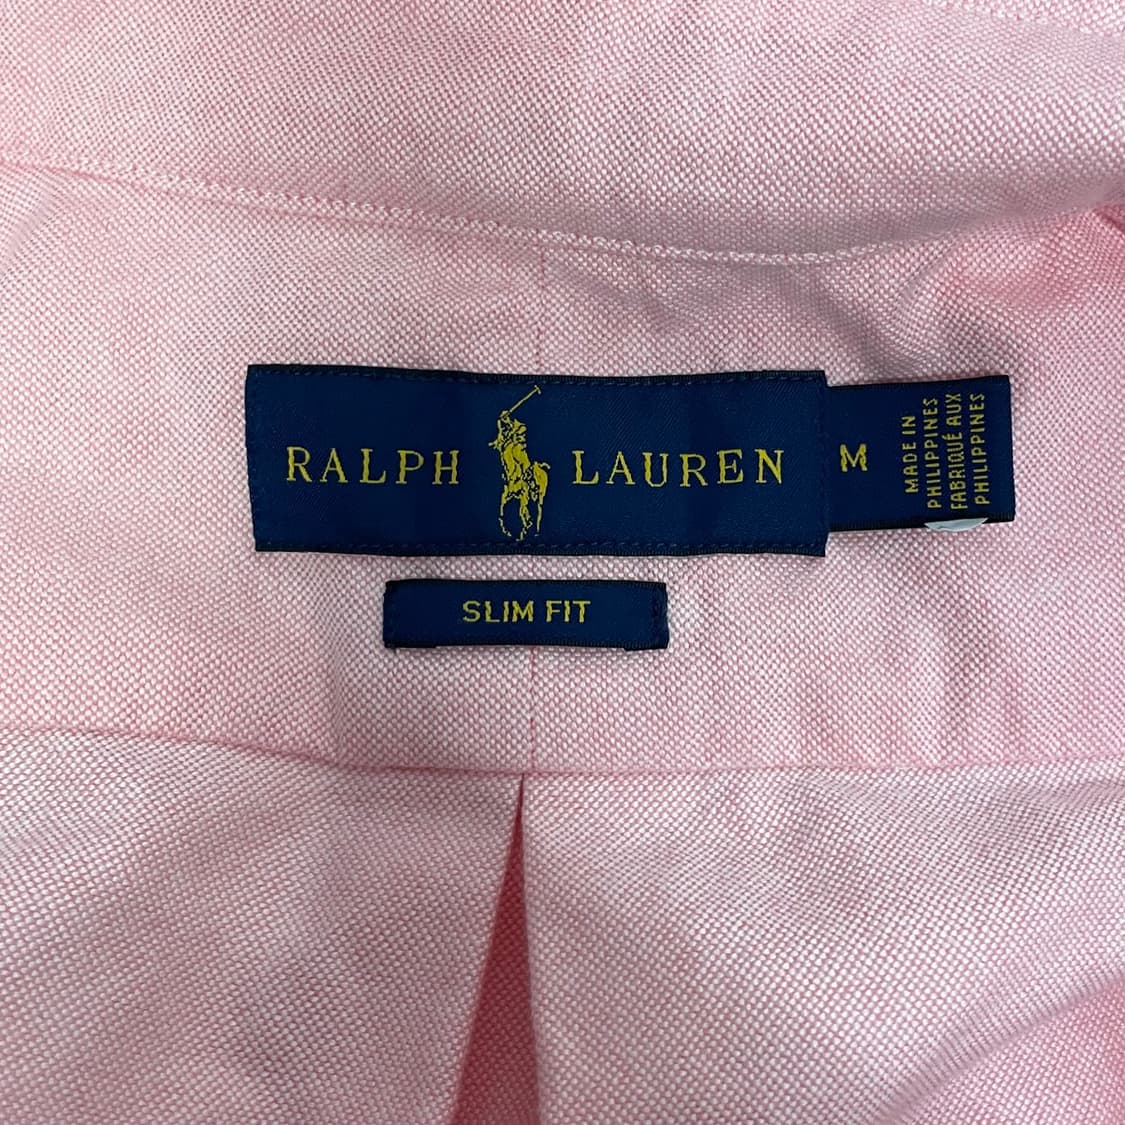 RALPH LAUREN
M
MADE IN
PHILIPPINES
FABRIQUÉ AUX
PHILIPPINES
SLIM FIT